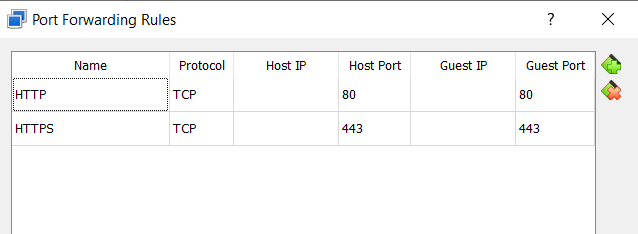 Port Forwarding Rules ?
Name Protocol Host IP Host Port Guest IP Guest Port
HTTP TCP 80 80
HTTPS TCP 443 443